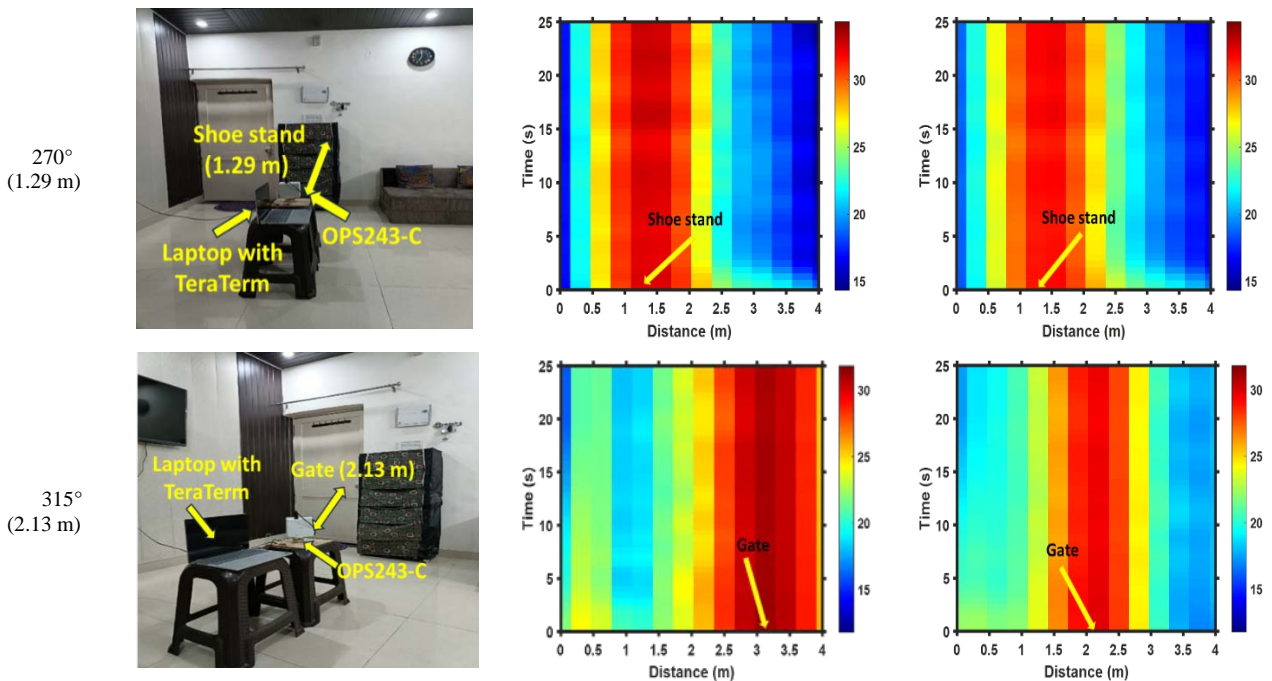 270°
(1.29 m)
Shoe stand
(1.29 m)
OPS243-C
Laptop with
TeraTerm
25
20
15
10
5
0
Time (s)
Shoe stand
0 0.5 1 1.5 2 2.5 3 3.5 4
Distance (m)
30
25
20
15
25
20
15
10
5
0
Time (s)
Shoe stand
0 0.5 1 1.5 2 2.5 3 3.5 4
Distance (m)
30
25
20
15
315°
(2.13 m)
Laptop with
TeraTerm
Gate (2.13 m)
OPS243-C
25
20
15
10
5
0
Time (s)
Gate
0 0.5 1 1.5 2 2.5 3 3.5 4
Distance (m)
30
25
20
15
25
20
15
10
5
0
Time (s)
Gate
0 0.5 1 1.5 2 2.5 3 3.5 4
Distance (m)
30
25
20
15